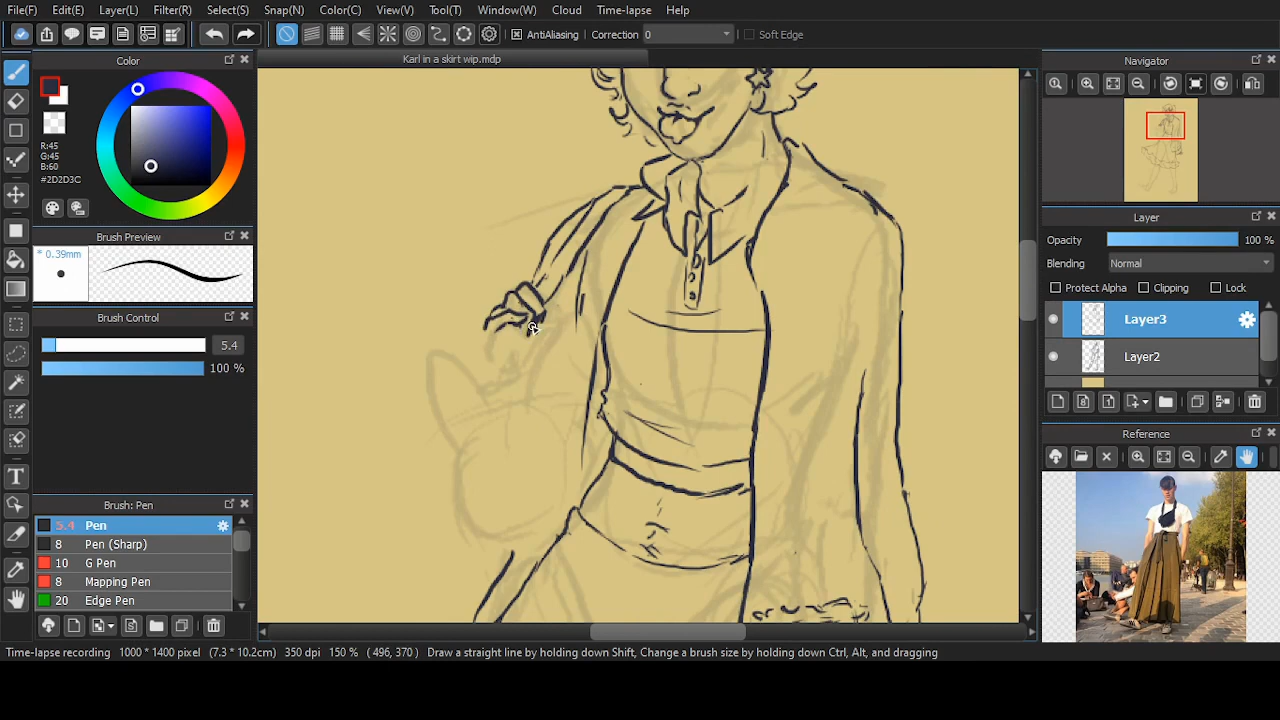 File(F) Edit(E) Layer(L) Filter(R) Select(S) Snap(N) Color(C) View(V) Tool(T) Window(W) Cloud Time-lapse Help
AntiAliasing Correction 0 Soft Edge
Color
R:45
G:45
B:60
#2D2D3C
Brush Preview
* 0.39mm
Brush Control
5.4
100 %
Brush: Pen
5.4 Pen
8 Pen (Sharp)
10 G Pen
8 Mapping Pen
20 Edge Pen
Karl in a skirt wip.mdp
Navigator
Layer
Opacity 100 %
Blending Normal
Protect Alpha Clipping Lock
Layer3
Layer2
Reference
Time-lapse recording 1000 * 1400 pixel (7.3 * 10.2cm) 350 dpi 150 % ( 496, 370 ) Draw a straight line by holding down Shift, Change a brush size by holding down Ctrl, Alt, and dragging